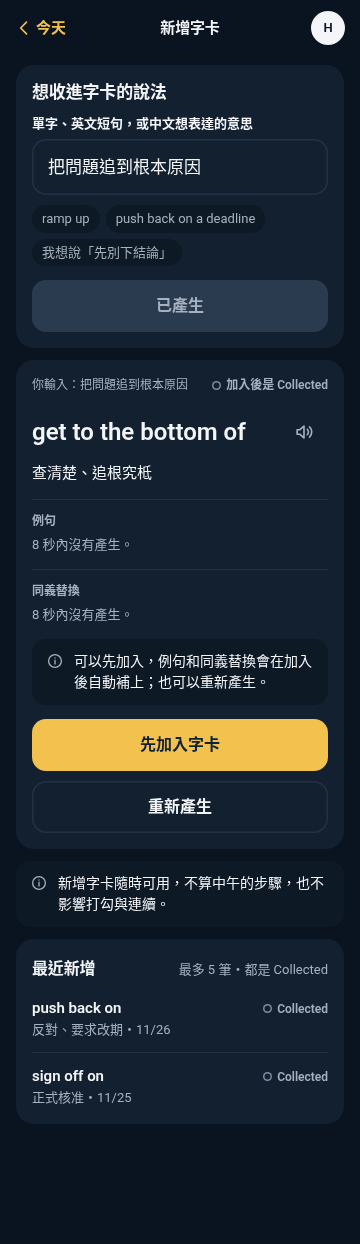 今天
新增字卡
H
想收進字卡的說法
單字、英文短句，或中文想表達的意思
把問題追到根本原因
ramp up
push back on a deadline
我想說「先別下結論」
已產生
你輸入：把問題追到根本原因
加入後是 Collected
get to the bottom of
查清楚、追根究柢
例句
8 秒內沒有產生。
同義替換
8 秒內沒有產生。
可以先加入，例句和同義替換會在加入
後自動補上；也可以重新產生。
先加入字卡
重新產生
新增字卡隨時可用，不算中午的步驟，也不
影響打勾與連續。
最近新增
最多 5 筆・都是 Collected
push back on
Collected
反對、要求改期・11/26
sign off on
Collected
正式核准・11/25